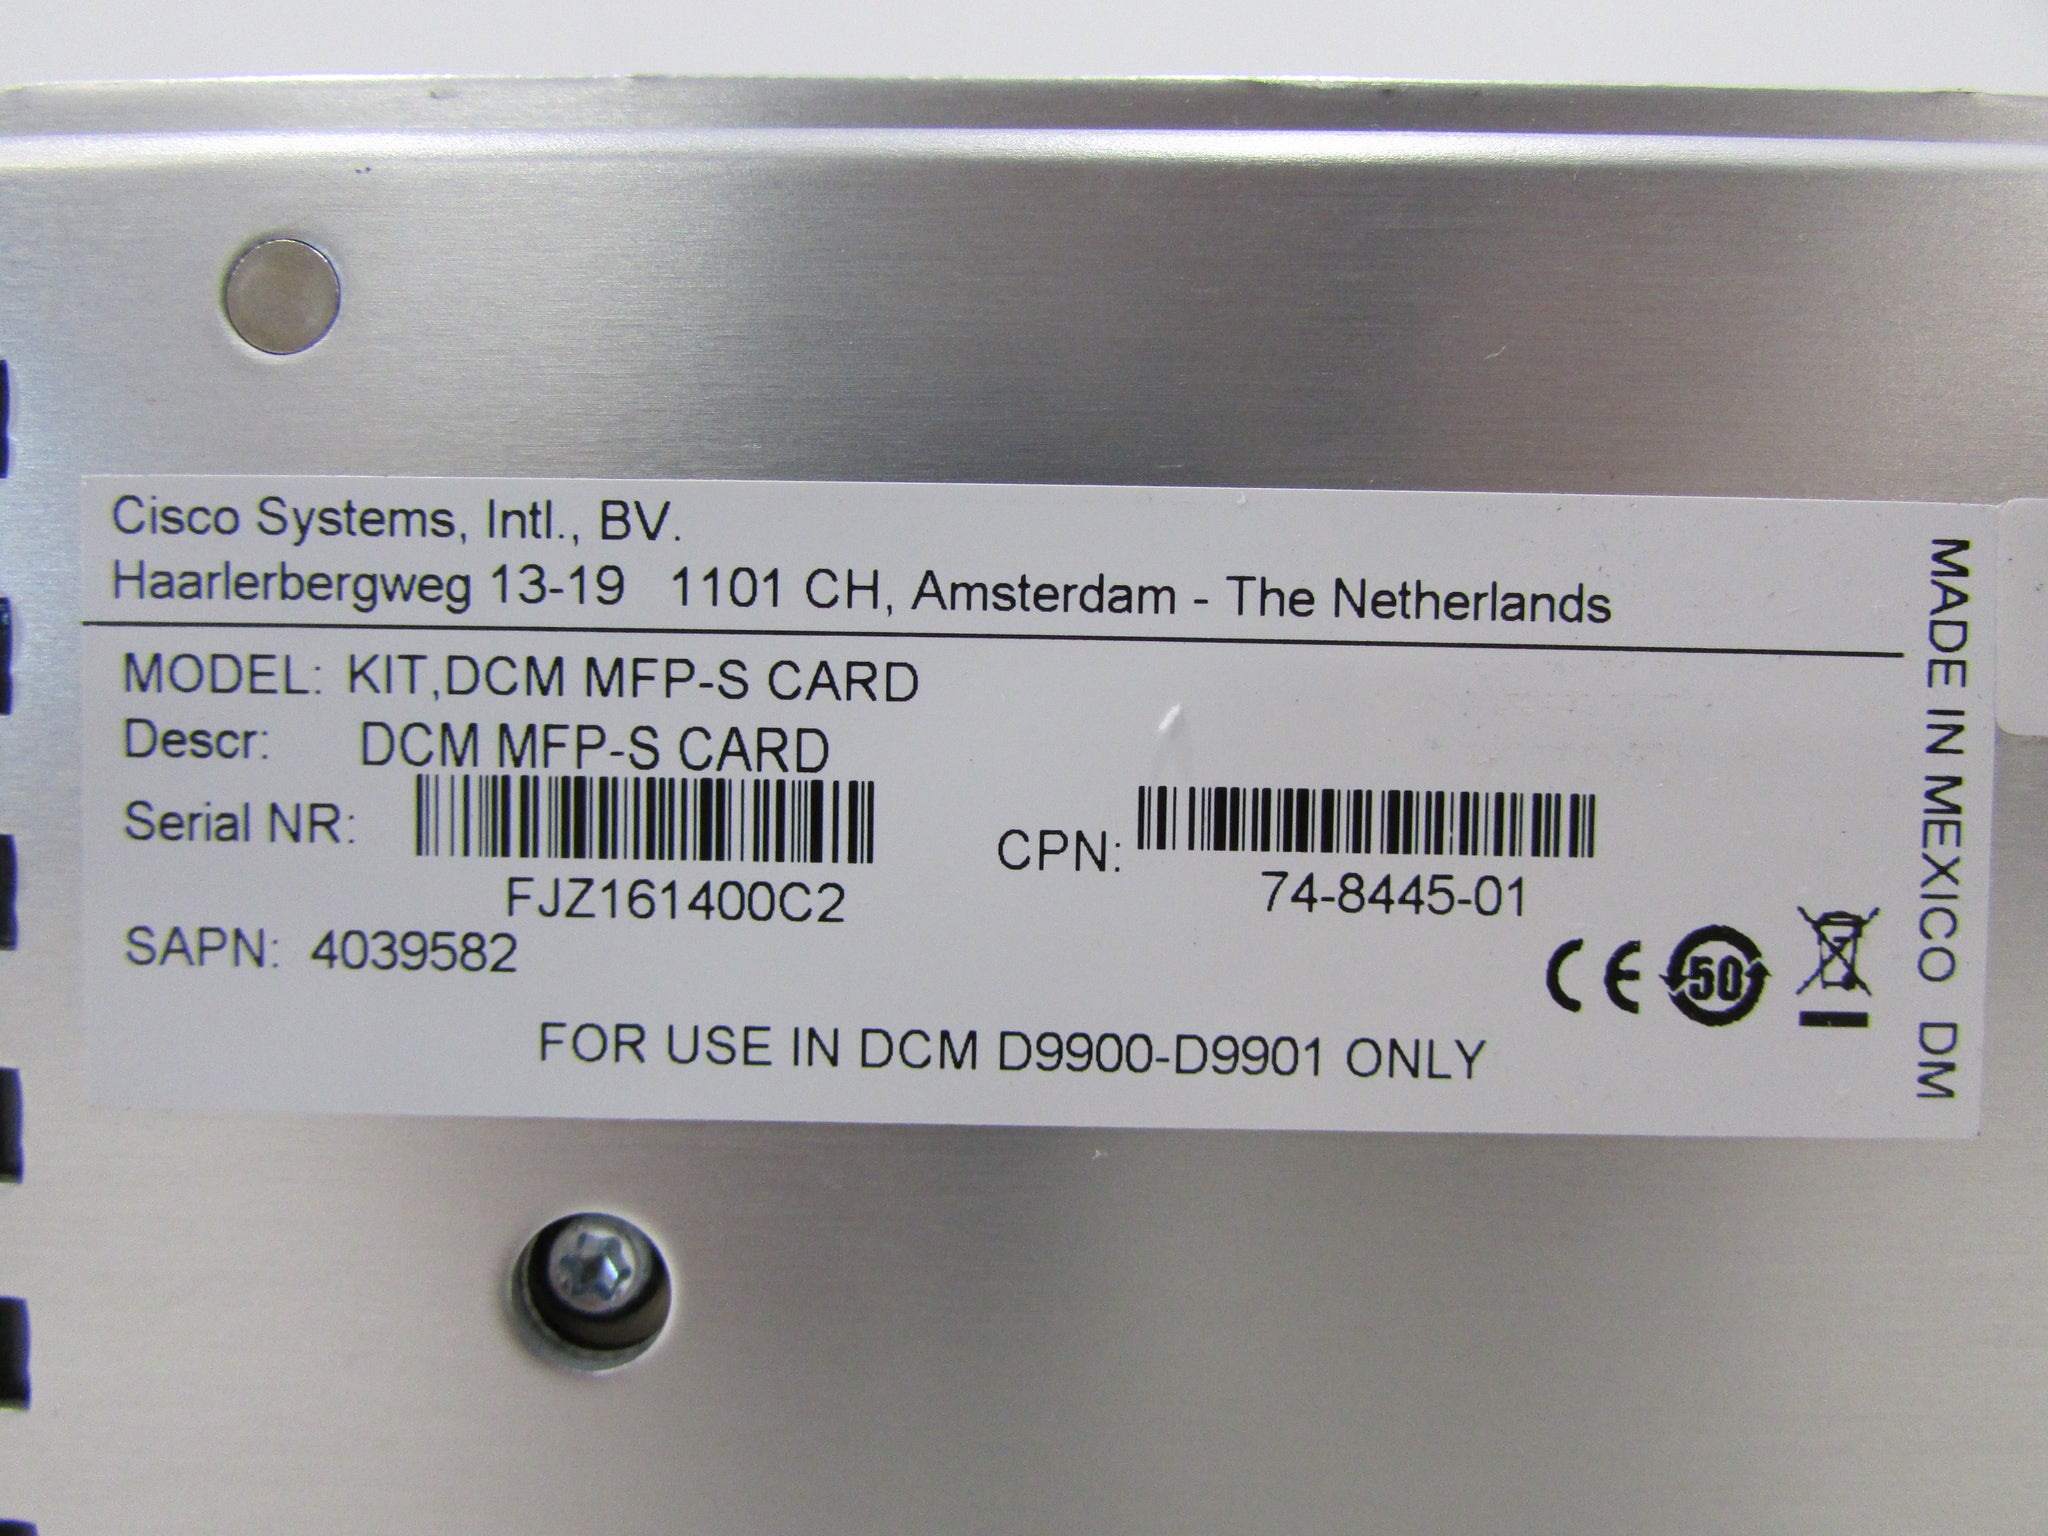 Cisco Systems, Intl., BV.
Haarlerbergweg 13-19 1101 CH, Amsterdam - The Netherlands
MODEL: KIT,DCM MFP-S CARD
Descr: DCM MFP-S CARD
Serial NR:
FJZ161400C2
CPN:
74-8445-01
SAPN: 4039582
CE 50
FOR USE IN DCM D9900-D9901 ONLY
MADE IN MEXICO DM